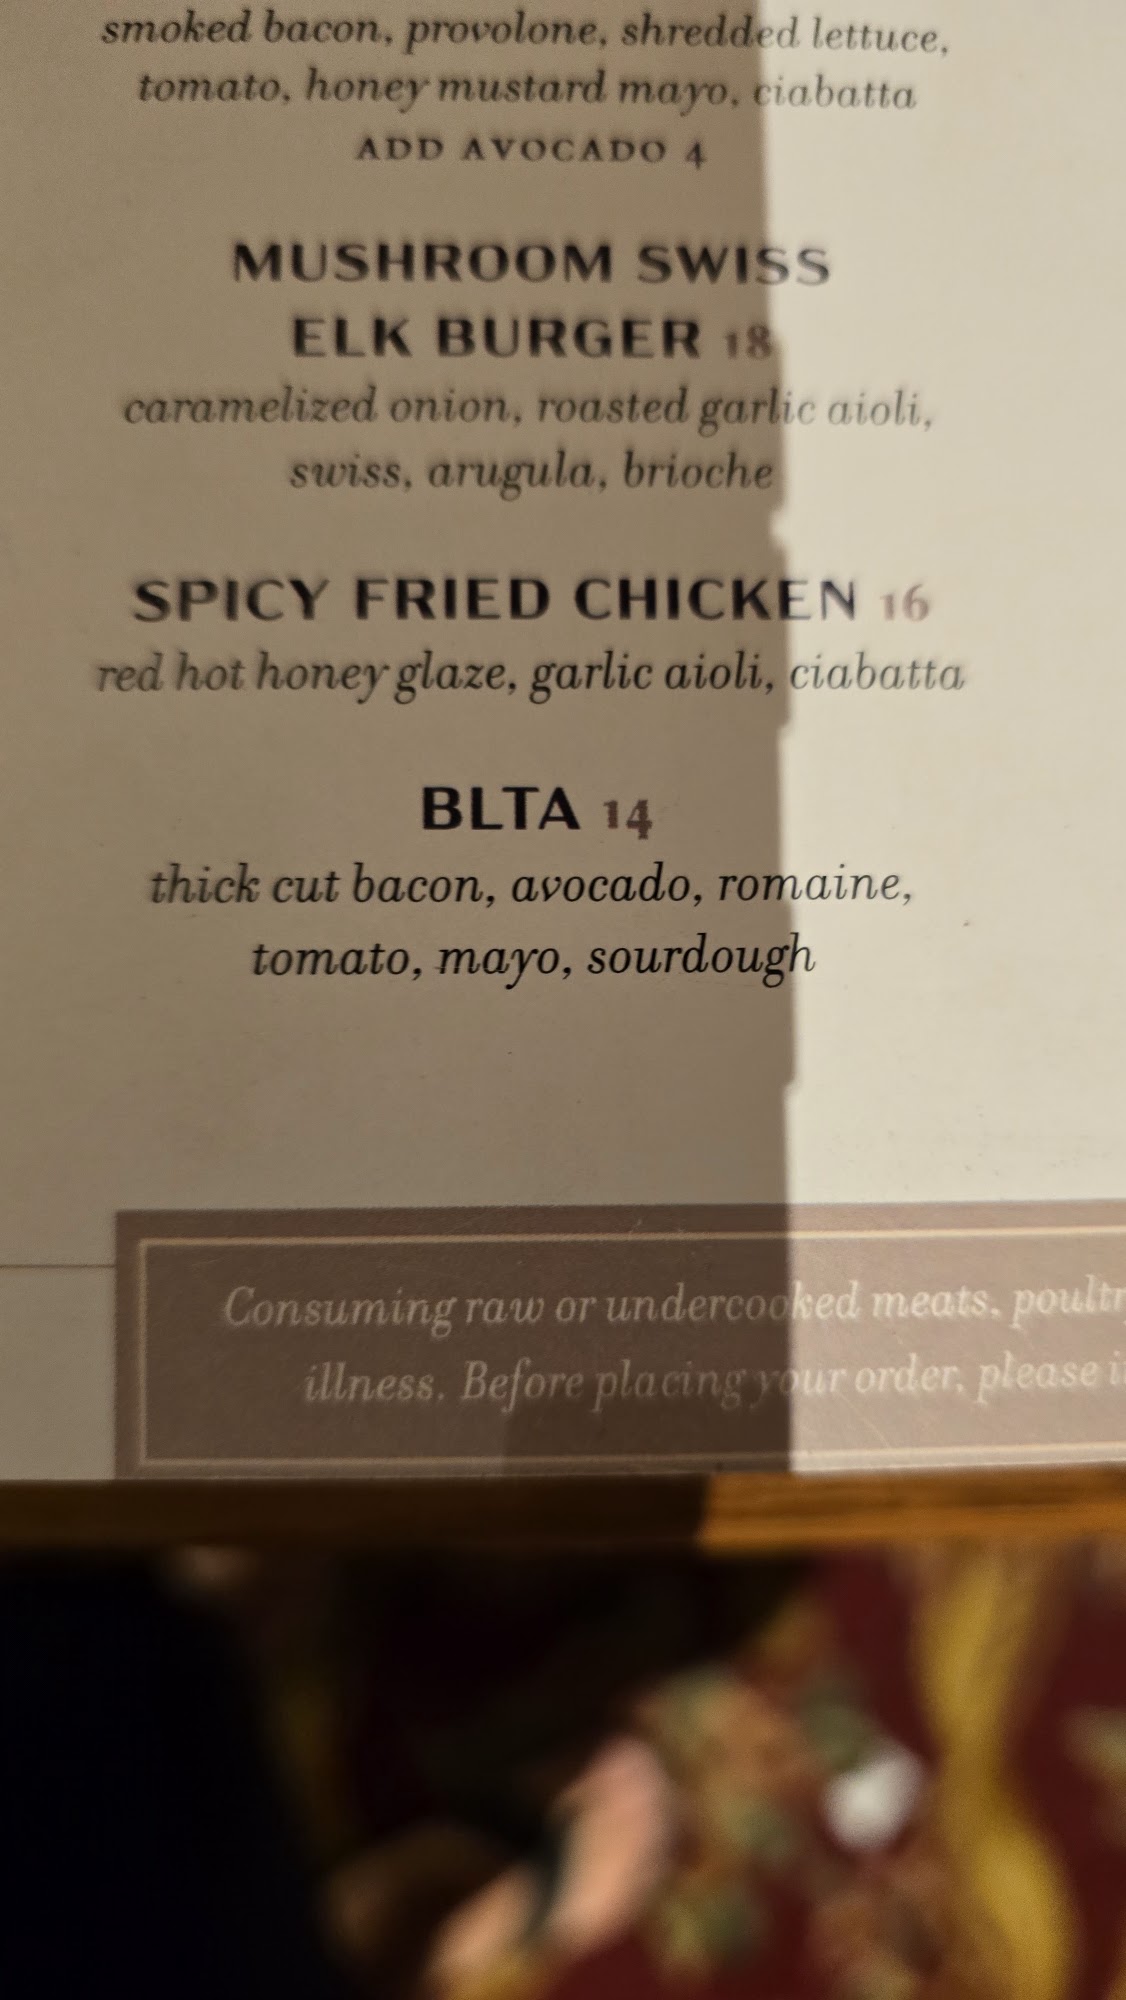 smoked bacon, provolone, shredded lettuce,
tomato, honey mustard mayo, ciabatta
ADD AVOCADO 4
MUSHROOM SWISS
ELK BURGER 18
caramelized onion, roasted garlic aioli,
swiss, arugula, brioche
SPICY FRIED CHICKEN 16
red hot honey glaze, garlic aioli, ciabatta
BLTA 14
thick cut bacon, avocado, romaine,
tomato, mayo, sourdough
Consuming raw or undercooked meats, poultr
illness. Before placing your order, please i